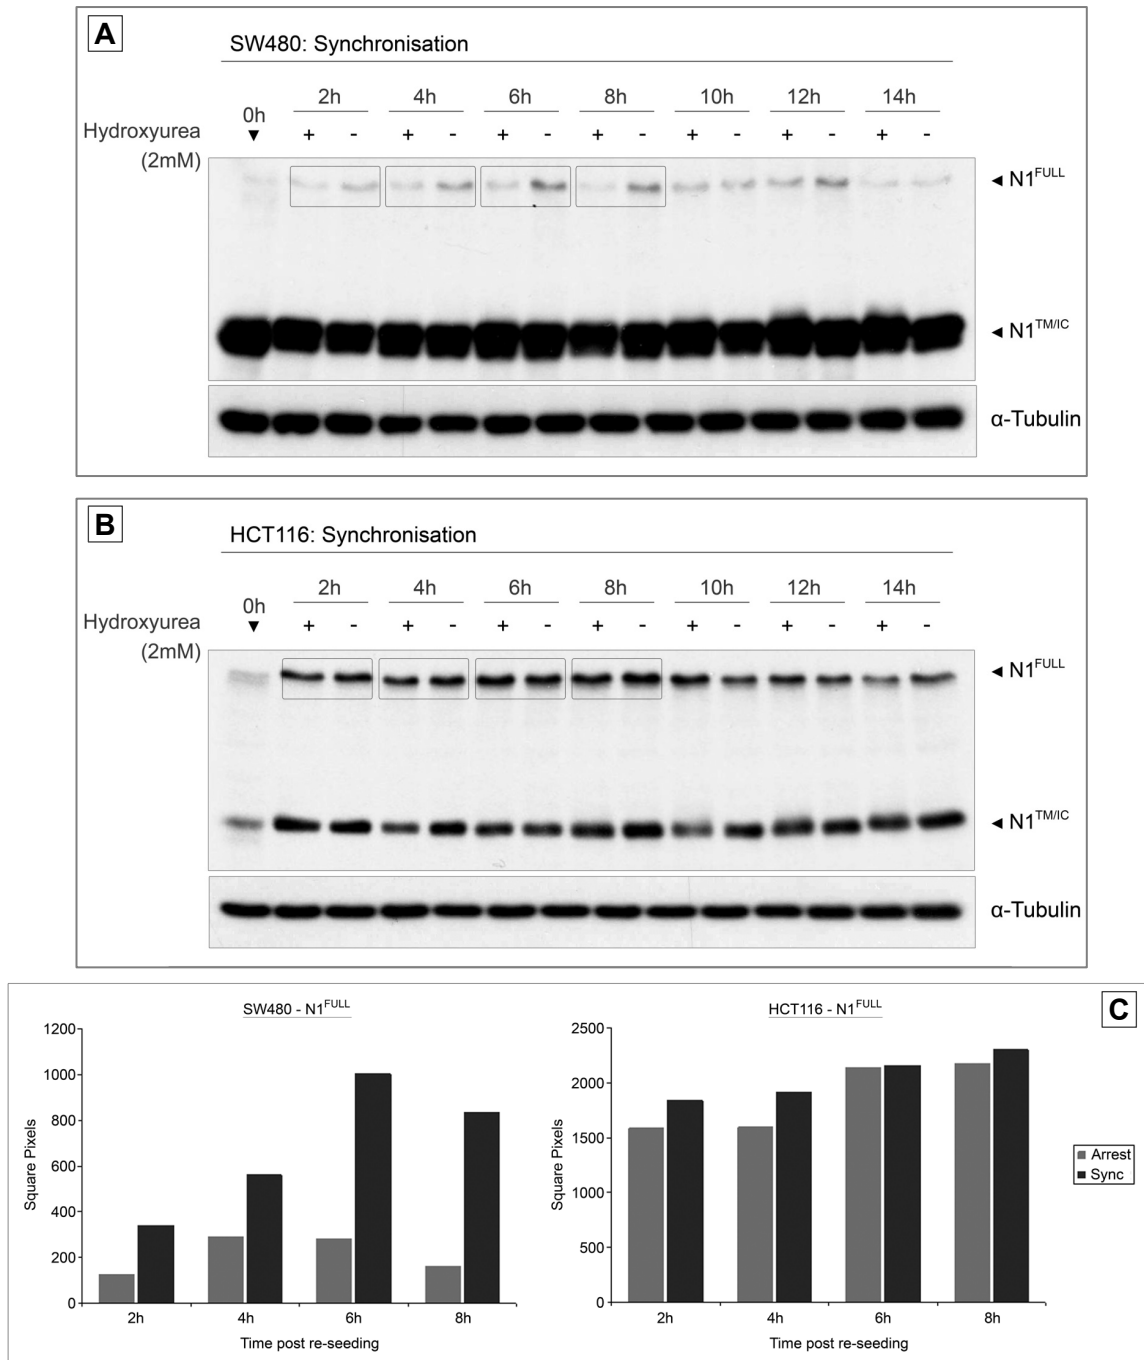 A
SW480: Synchronisation
2h 4h 6h 8h 10h 12h 14h
0h
Hydroxyurea ▼ + - + - + - + - + - + - + -
(2mM)
◄ N1FULL
◄ N1TM/IC
α-Tubulin
B
HCT116: Synchronisation
2h 4h 6h 8h 10h 12h 14h
0h
Hydroxyurea ▼ + - + - + - + - + - + - + -
(2mM)
◄ N1FULL
◄ N1TM/IC
α-Tubulin
C
SW480 - N1FULL
1200
1000
800
600
400
200
0
Square Pixels
2h 4h 6h 8h
Time post re-seeding
HCT116 - N1FULL
2500
2000
1500
1000
500
0
Square Pixels
2h 4h 6h 8h
Time post re-seeding
Arrest
Sync